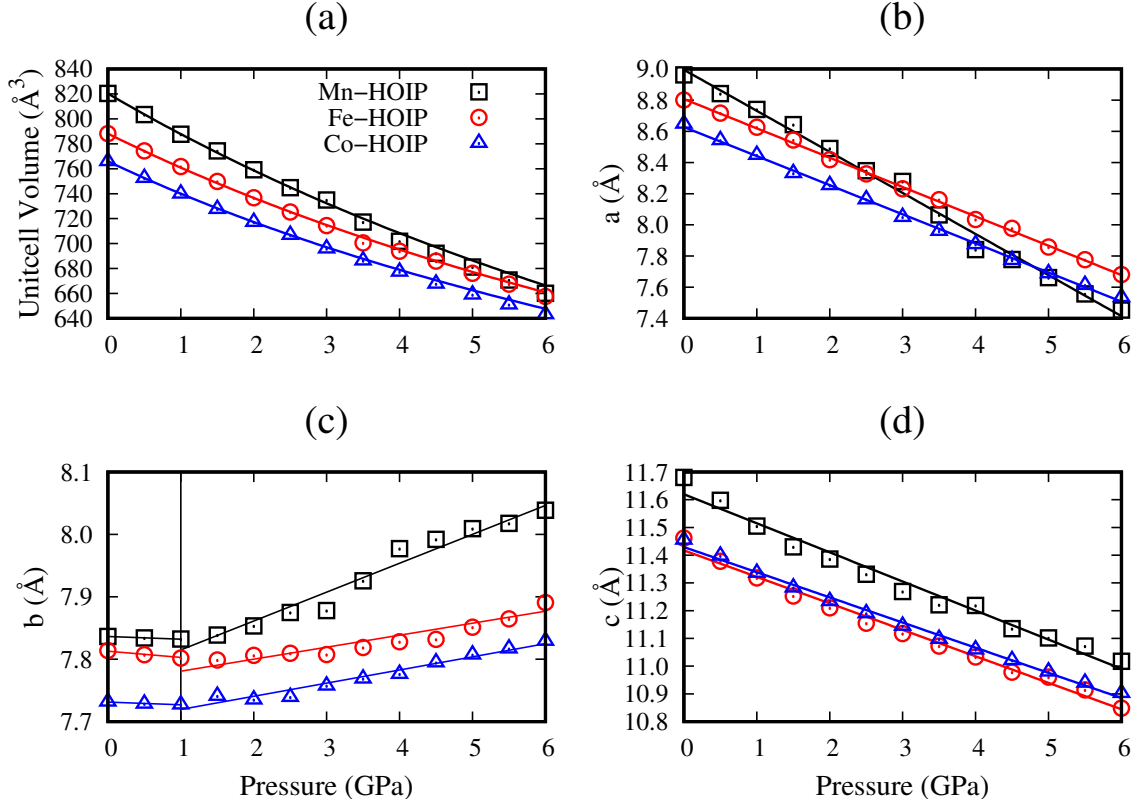 (a)
Unitcell Volume (Å³)
840
820
800
780
760
740
720
700
680
660
640
0 1 2 3 4 5 6
Mn−HOIP
Fe−HOIP
Co−HOIP
(b)
a (Å)
9.0
8.8
8.6
8.4
8.2
8.0
7.8
7.6
7.4
0 1 2 3 4 5 6
(c)
b (Å)
8.1
8.0
7.9
7.8
7.7
0 1 2 3 4 5 6
Pressure (GPa)
(d)
c (Å)
11.7
11.6
11.5
11.4
11.3
11.2
11.1
11.0
10.9
10.8
0 1 2 3 4 5 6
Pressure (GPa)